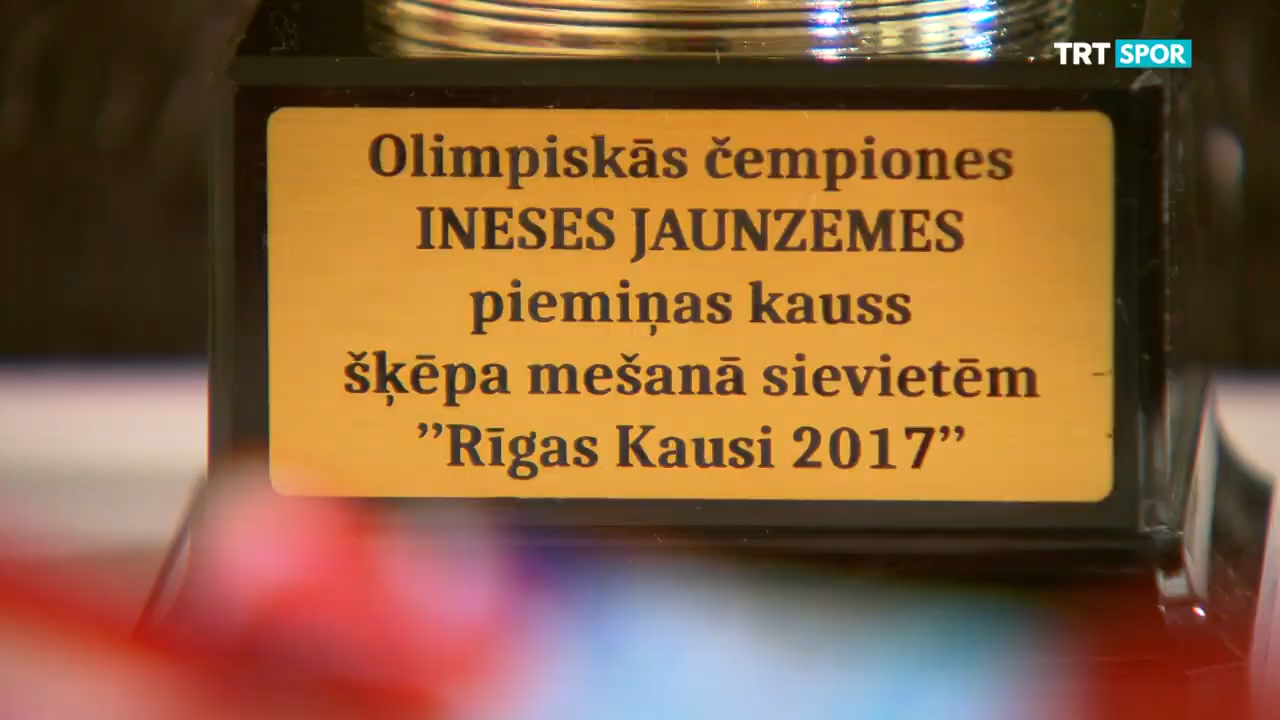 TRT SPOR
Olimpiskās čempiones
INESES JAUNZEMES
piemiņas kauss
šķēpa mešanā sievietēm
”Rīgas Kausi 2017”